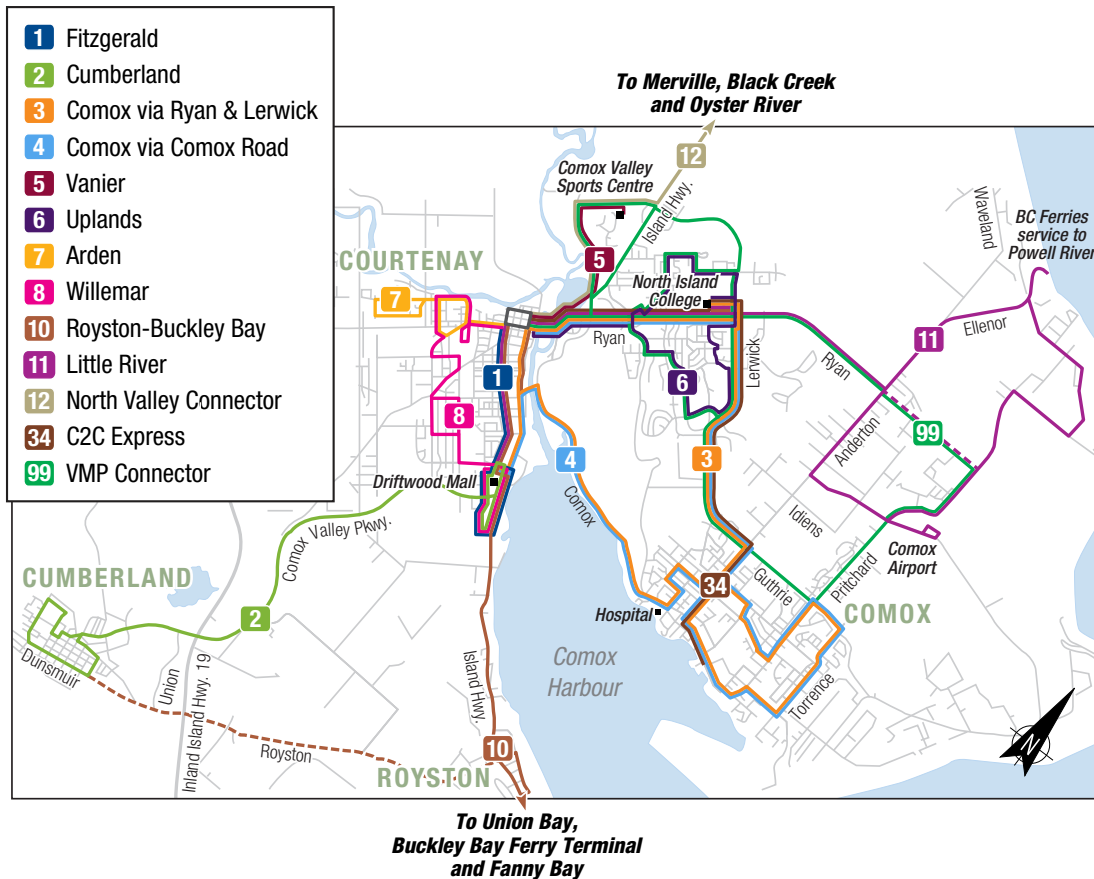 1 Fitzgerald
2 Cumberland
3 Comox via Ryan & Lerwick
4 Comox via Comox Road
5 Vanier
6 Uplands
7 Arden
8 Willemar
10 Royston-Buckley Bay
11 Little River
12 North Valley Connector
34 C2C Express
99 VMP Connector
To Merville, Black Creek
and Oyster River
12
Comox Valley
Sports Centre
Island Hwy.
Waveland
BC Ferries
service to
Powell River
COURTENAY
5
7
North Island
College
Ryan
Ellenor
11
Lerwick
Ryan
1
6
8
99
Anderton
4
3
Driftwood Mall
Comox
Idiens
Comox Valley Pkwy.
Comox
Airport
CUMBERLAND
Guthrie
Pritchard
34
COMOX
2
Hospital
Dunsmuir
Union
Inland Island Hwy. 19
Island Hwy.
Comox
Harbour
Torrence
Royston
10
ROYSTON
N
To Union Bay,
Buckley Bay Ferry Terminal
and Fanny Bay